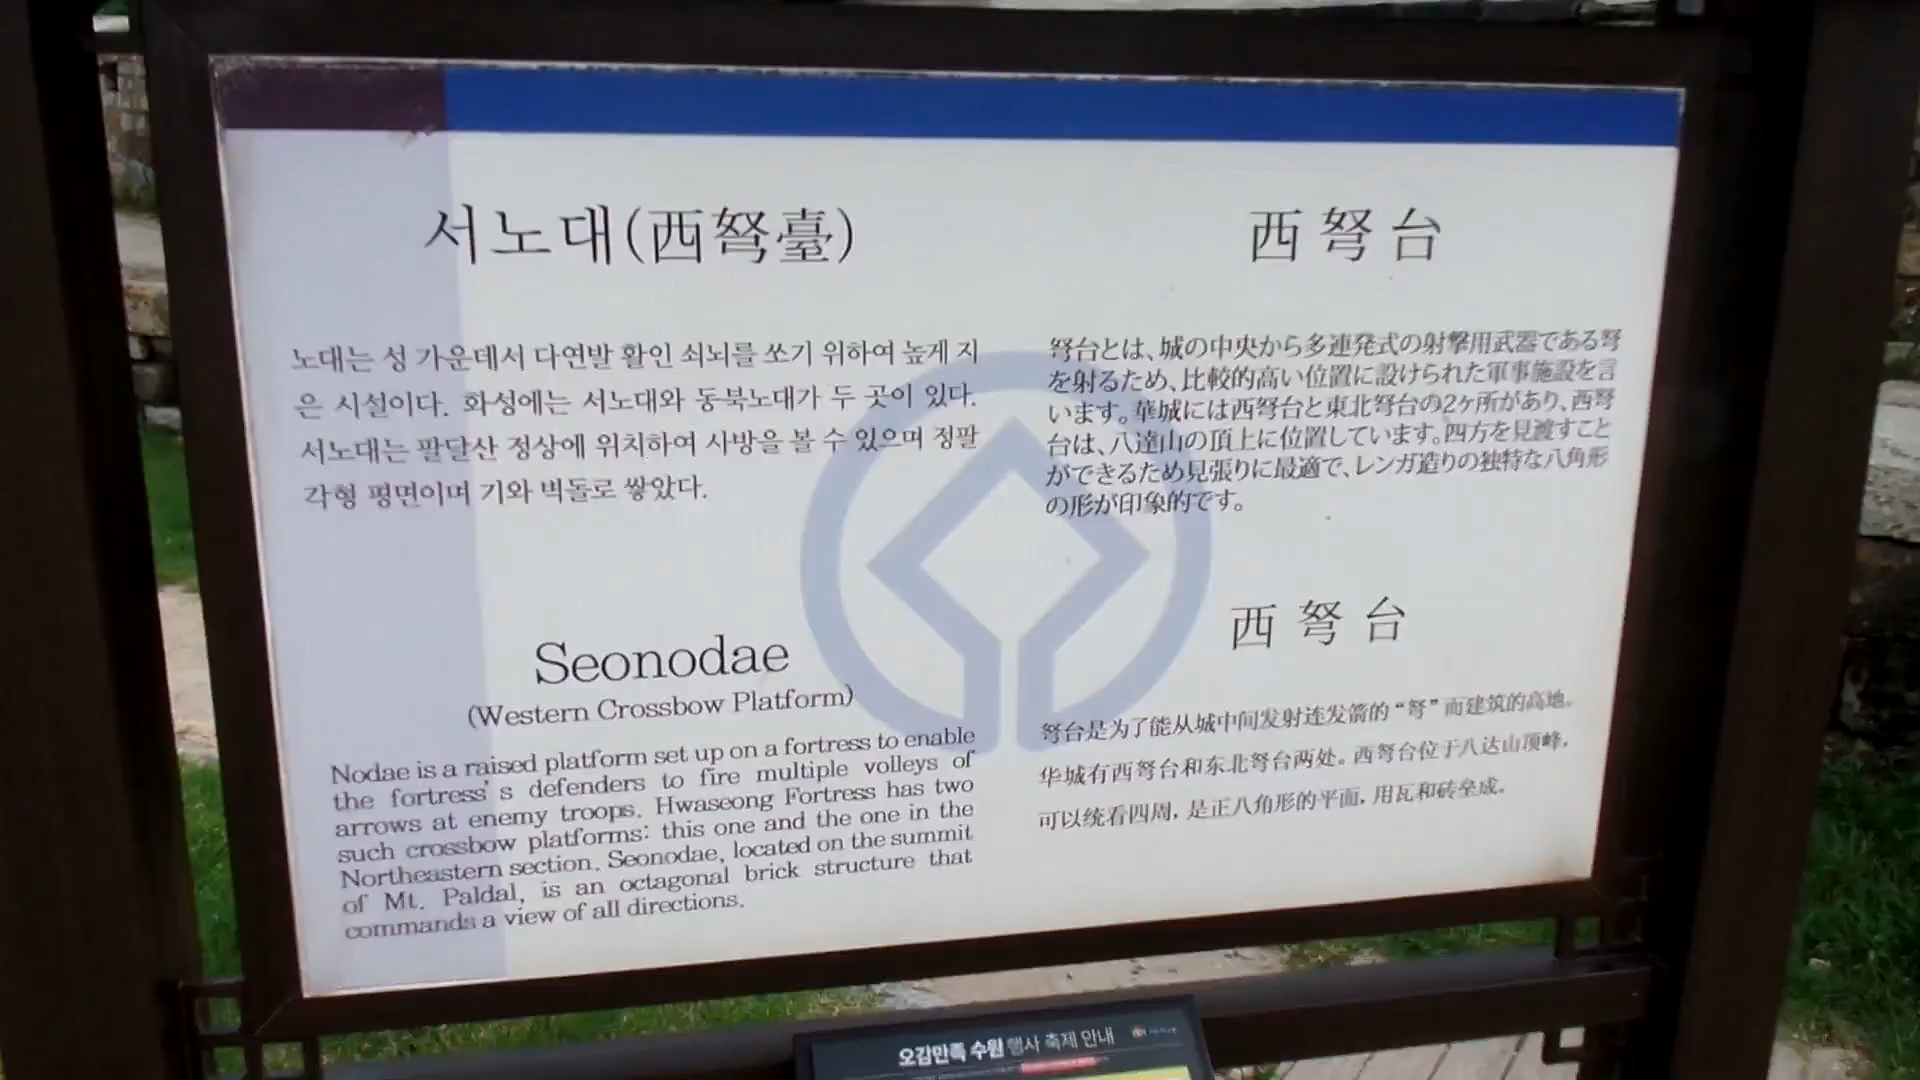 서노대(西弩臺)
노대는 성 가운데서 다연발 활인 쇠뇌를 쏘기 위하여 높게 지
은 시설이다. 화성에는 서노대와 동북노대가 두 곳이 있다.
서노대는 팔달산 정상에 위치하여 사방을 볼 수 있으며 정팔
각형 평면이며 기와 벽돌로 쌓았다.
Seonodae
(Western Crossbow Platform)
Nodae is a raised platform set up on a fortress to enable
the fortress's defenders to fire multiple volleys of
arrows at enemy troops. Hwaseong Fortress has two
such crossbow platforms: this one and the one in the
Northeastern section. Seonodae, located on the summit
of Mt. Paldal, is an octagonal brick structure that
commands a view of all directions.
西弩台
弩台とは、城の中央から多連発式の射撃用武器である弩
を射るため、比較的高い位置に設けられた軍事施設を言
います。華城には西弩台と東北弩台の2ケ所があり、西弩
台は、八達山の頂上に位置しています。四方を見渡すこと
ができるため見張りに最適で、レンガ造りの独特な八角形
の形が印象的です。
西弩台
弩台是为了能从城中间发射连发箭的“弩”而建筑的高地。
华城有西弩台和东北弩台两处。西弩台位于八达山顶峰,
可以统看四周, 是正八角形的平面, 用瓦和砖垒成。
오감만족 수원 행사 축제 안내